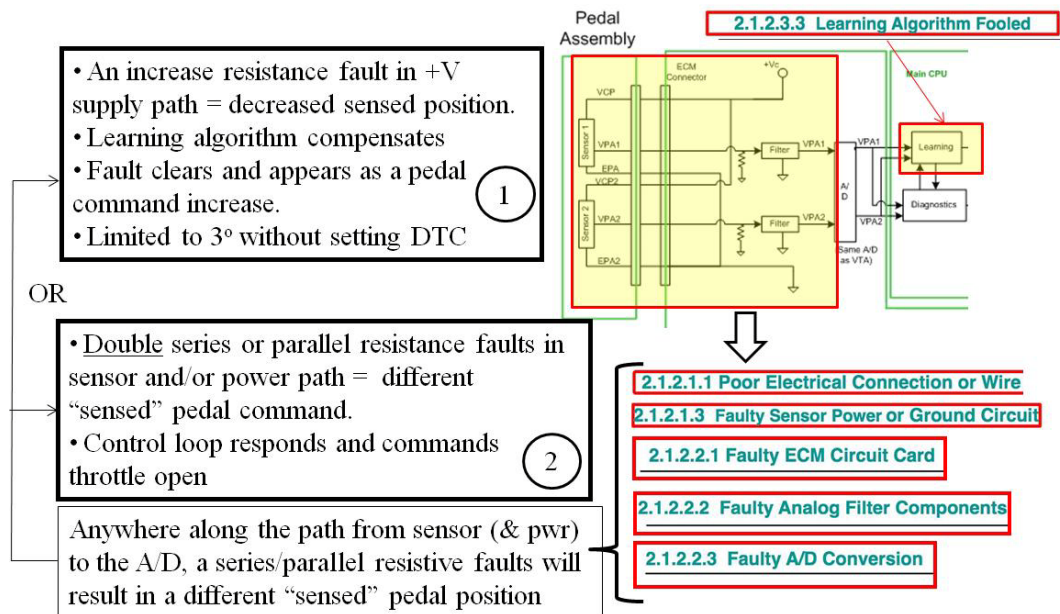 • An increase resistance fault in +V
supply path = decreased sensed position.
• Learning algorithm compensates
• Fault clears and appears as a pedal
command increase.
• Limited to 3° without setting DTC
1
OR
• Double series or parallel resistance faults in
sensor and/or power path = different
“sensed” pedal command.
• Control loop responds and commands
throttle open
2
Anywhere along the path from sensor (& pwr)
to the A/D, a series/parallel resistive faults will
result in a different “sensed” pedal position
Pedal
Assembly
2.1.2.3.3 Learning Algorithm Fooled
ECM
Connector
+Vc
Main CPU
VCP
Sensor 1
VPA1
Filter
VPA1
VPA1
Learning
EPA
VCP2
A/
D
Diagnostics
Sensor 2
VPA2
Filter
VPA2
VPA2
(Same A/D
as VTA)
EPA2
2.1.2.1.1 Poor Electrical Connection or Wire
2.1.2.1.3 Faulty Sensor Power or Ground Circuit
2.1.2.2.1 Faulty ECM Circuit Card
2.1.2.2.2 Faulty Analog Filter Components
2.1.2.2.3 Faulty A/D Conversion